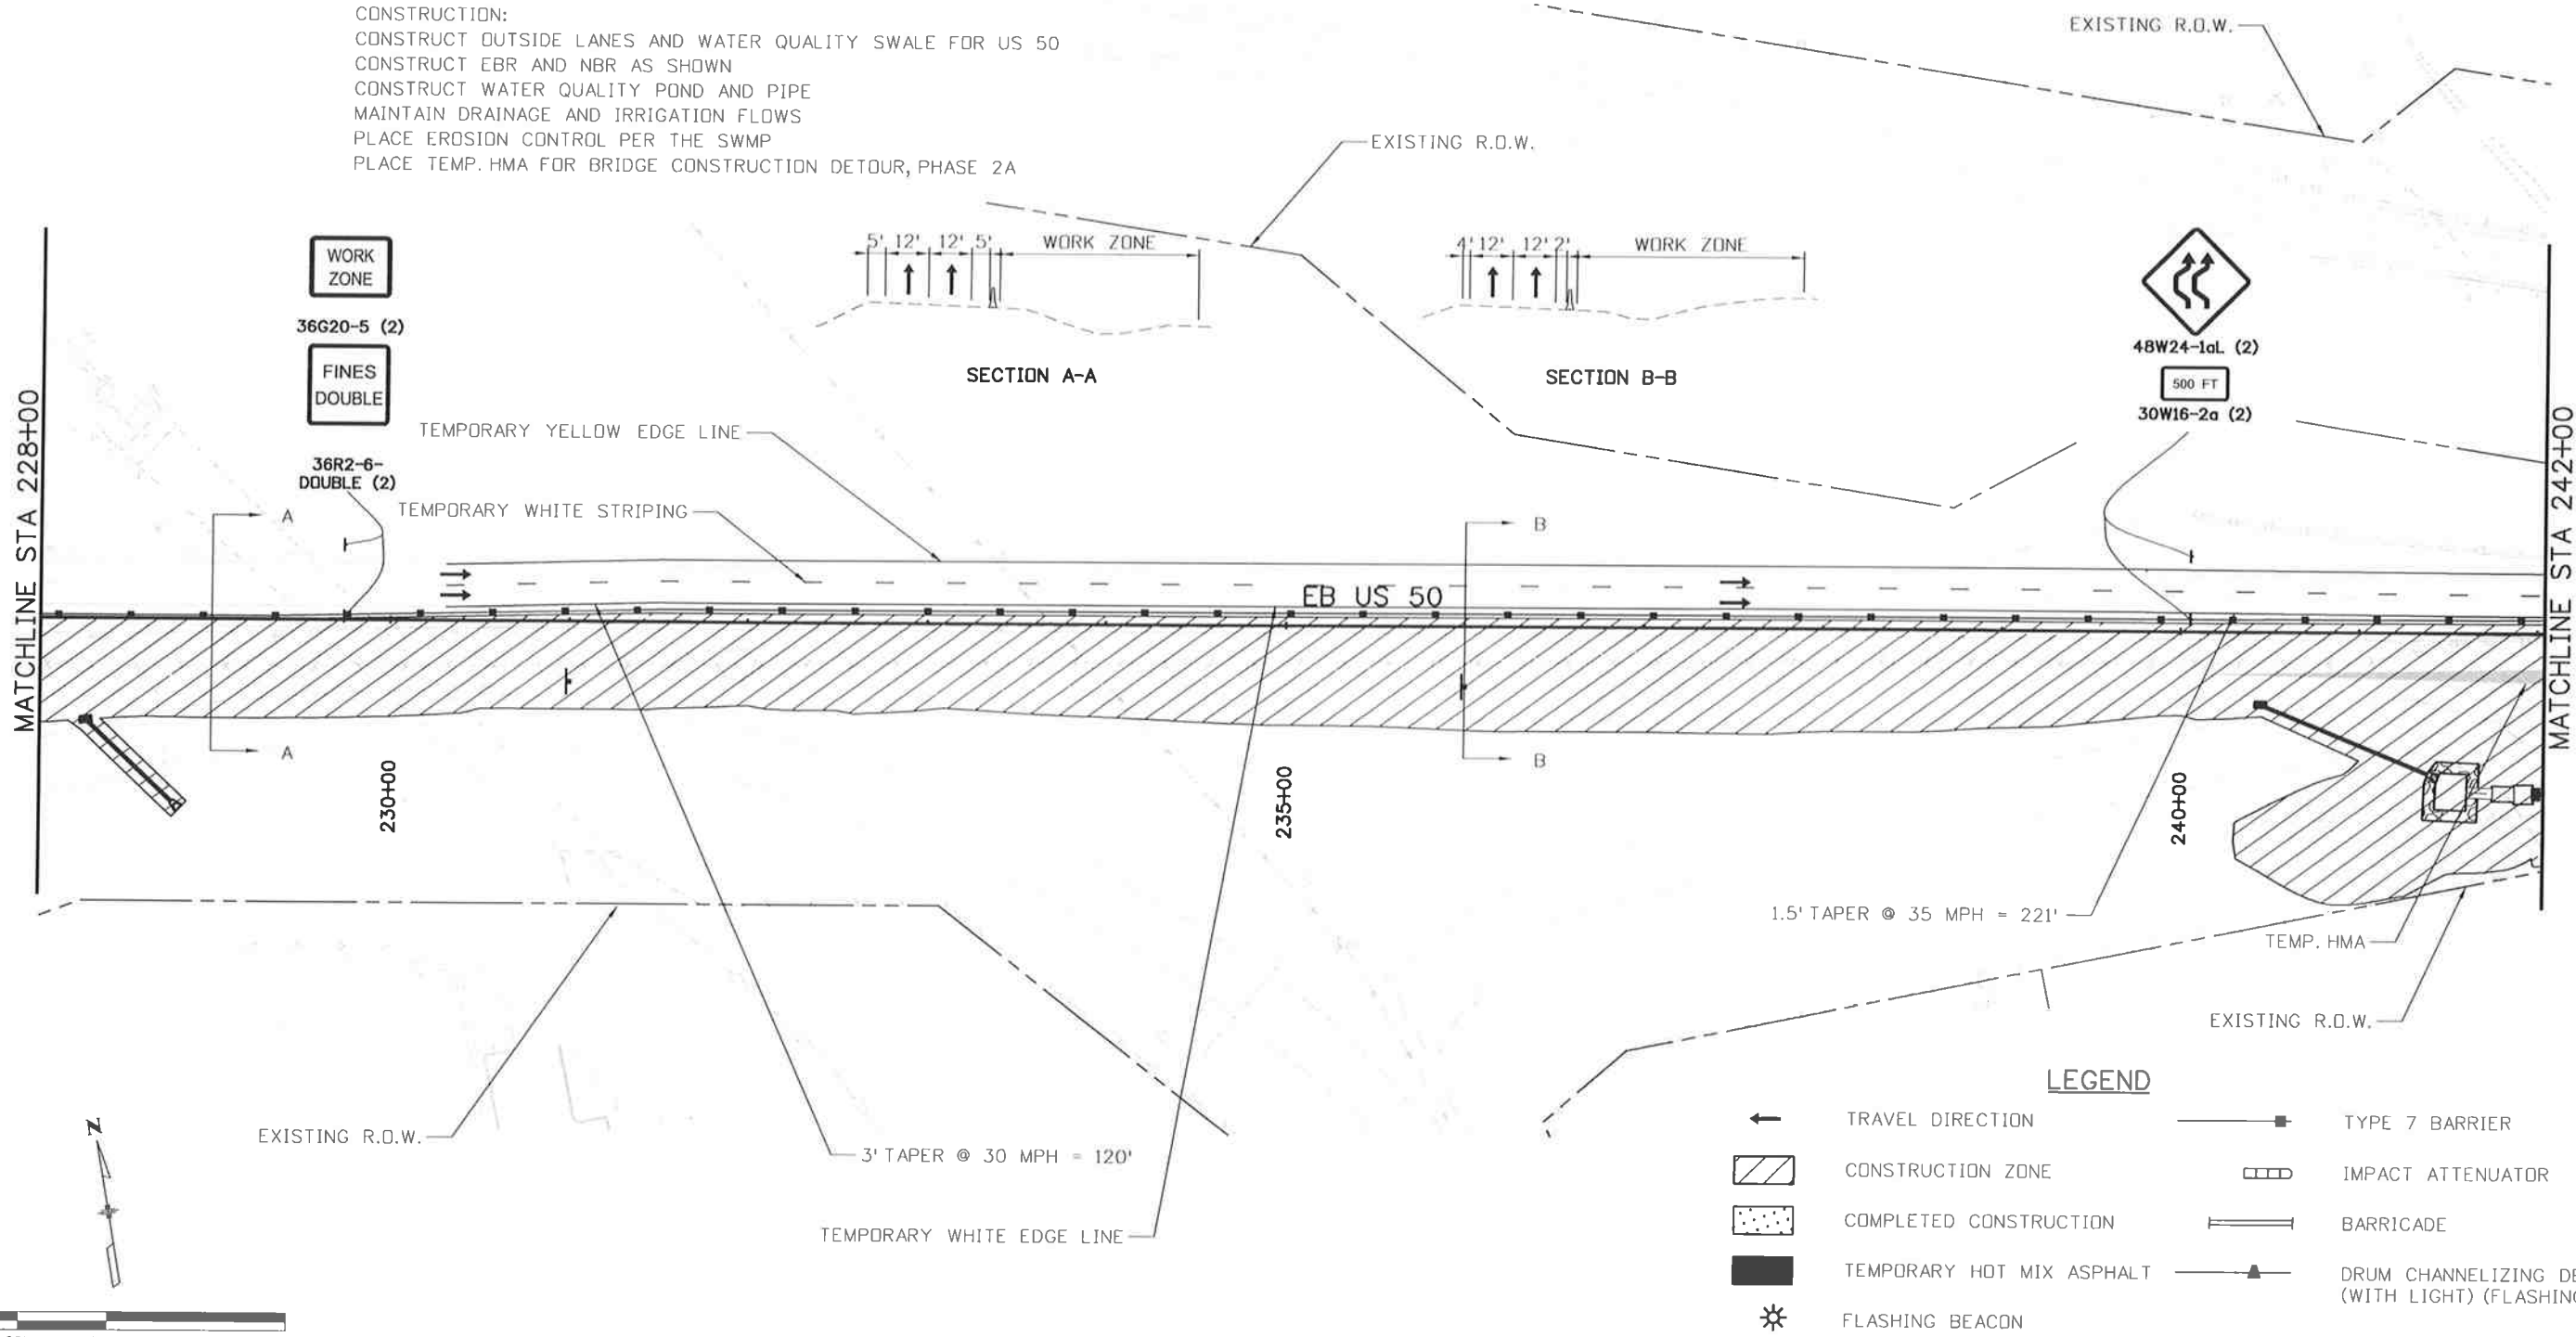 CONSTRUCTION:
CONSTRUCT OUTSIDE LANES AND WATER QUALITY SWALE FOR US 50
CONSTRUCT EBR AND NBR AS SHOWN
CONSTRUCT WATER QUALITY POND AND PIPE
MAINTAIN DRAINAGE AND IRRIGATION FLOWS
PLACE EROSION CONTROL PER THE SWMP
PLACE TEMP. HMA FOR BRIDGE CONSTRUCTION DETOUR, PHASE 2A
EXISTING R.O.W.
EXISTING R.O.W.
WORK
ZONE
36G20-5 (2)
FINES
DOUBLE
36R2-6-
DOUBLE (2)
5' 12' 12' 5' WORK ZONE
SECTION A-A
4' 12' 12' 2' WORK ZONE
SECTION B-B
48W24-1aL (2)
500 FT
30W16-2a (2)
MATCHLINE STA 228+00
MATCHLINE STA 242+00
TEMPORARY YELLOW EDGE LINE
TEMPORARY WHITE STRIPING
A
B
EB US 50
A
B
230+00
235+00
240+00
1.5' TAPER @ 35 MPH = 221'
TEMP. HMA
EXISTING R.O.W.
EXISTING R.O.W.
3' TAPER @ 30 MPH = 120'
TEMPORARY WHITE EDGE LINE
N
LEGEND
TRAVEL DIRECTION
TYPE 7 BARRIER
CONSTRUCTION ZONE
IMPACT ATTENUATOR
COMPLETED CONSTRUCTION
BARRICADE
TEMPORARY HOT MIX ASPHALT
DRUM CHANNELIZING
(WITH LIGHT)
FLASHING BEACON